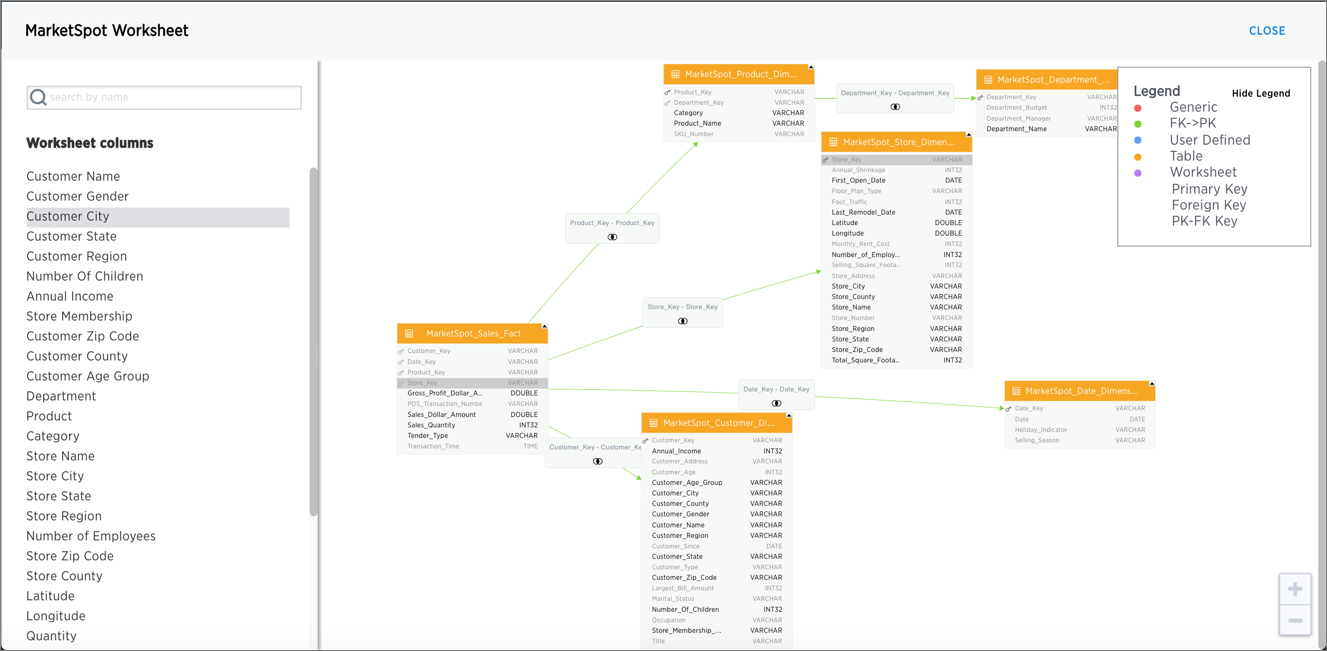 MarketSpot Worksheet
CLOSE
search by name
Worksheet columns
Customer Name
Customer Gender
Customer City
Customer State
Customer Region
Number Of Children
Annual Income
Store Membership
Customer Zip Code
Customer County
Customer Age Group
Department
Product
Category
Store Name
Store City
Store State
Store Region
Number of Employees
Store Zip Code
Store County
Latitude
Longitude
Quantity
MarketSpot_Product_Dim...
Product_Key VARCHAR
Department_Key VARCHAR
Category VARCHAR
Product_Name VARCHAR
SKU_Number VARCHAR
Department_Key - Department_Key
MarketSpot_Department_...
Department_Key VARCHAR
Department_Budget INT32
Department_Manager VARCHAR
Department_Name VARCHAR
Legend
Hide Legend
Generic
FK->PK
User Defined
Table
Worksheet
Primary Key
Foreign Key
PK-FK Key
MarketSpot_Store_Dimen...
Store_Key VARCHAR
Annual_Shrinkage INT32
First_Open_Date DATE
Floor_Plan_Type VARCHAR
Foot_Traffic INT32
Last_Remodel_Date DATE
Latitude DOUBLE
Longitude DOUBLE
Monthly_Rent_Cost INT32
Number_of_Employ... INT32
Selling_Square_Foota.. INT32
Store_Address VARCHAR
Store_City VARCHAR
Store_County VARCHAR
Store_Name VARCHAR
Store_Number VARCHAR
Store_Region VARCHAR
Store_State VARCHAR
Store_Zip_Code VARCHAR
Total_Square_Foota.. INT32
Product_Key - Product_Key
Store_Key - Store_Key
MarketSpot_Sales_Fact
Customer_Key VARCHAR
Date_Key VARCHAR
Product_Key VARCHAR
Store_Key VARCHAR
Gross_Profit_Dollar_A.. DOUBLE
POS_Transaction_Numbe VARCHAR
Sales_Dollar_Amount DOUBLE
Sales_Quantity INT32
Tender_Type VARCHAR
Transaction_Time TIME
Date_Key - Date_Key
MarketSpot_Date_Dimens...
Date_Key VARCHAR
Date DATE
Holiday_Indicator VARCHAR
Selling_Season VARCHAR
Customer_Key - Customer_Ke
MarketSpot_Customer_Di...
Customer_Key VARCHAR
Annual_Income INT32
Customer_Address VARCHAR
Customer_Age INT32
Customer_Age_Group VARCHAR
Customer_City VARCHAR
Customer_County VARCHAR
Customer_Gender VARCHAR
Customer_Name VARCHAR
Customer_Region VARCHAR
Customer_Since DATE
Customer_State VARCHAR
Customer_Type VARCHAR
Customer_Zip_Code VARCHAR
Largest_Bill_Amount INT32
Marital_Status VARCHAR
Number_Of_Children INT32
Occupation VARCHAR
Store_Membership_... VARCHAR
Title VARCHAR